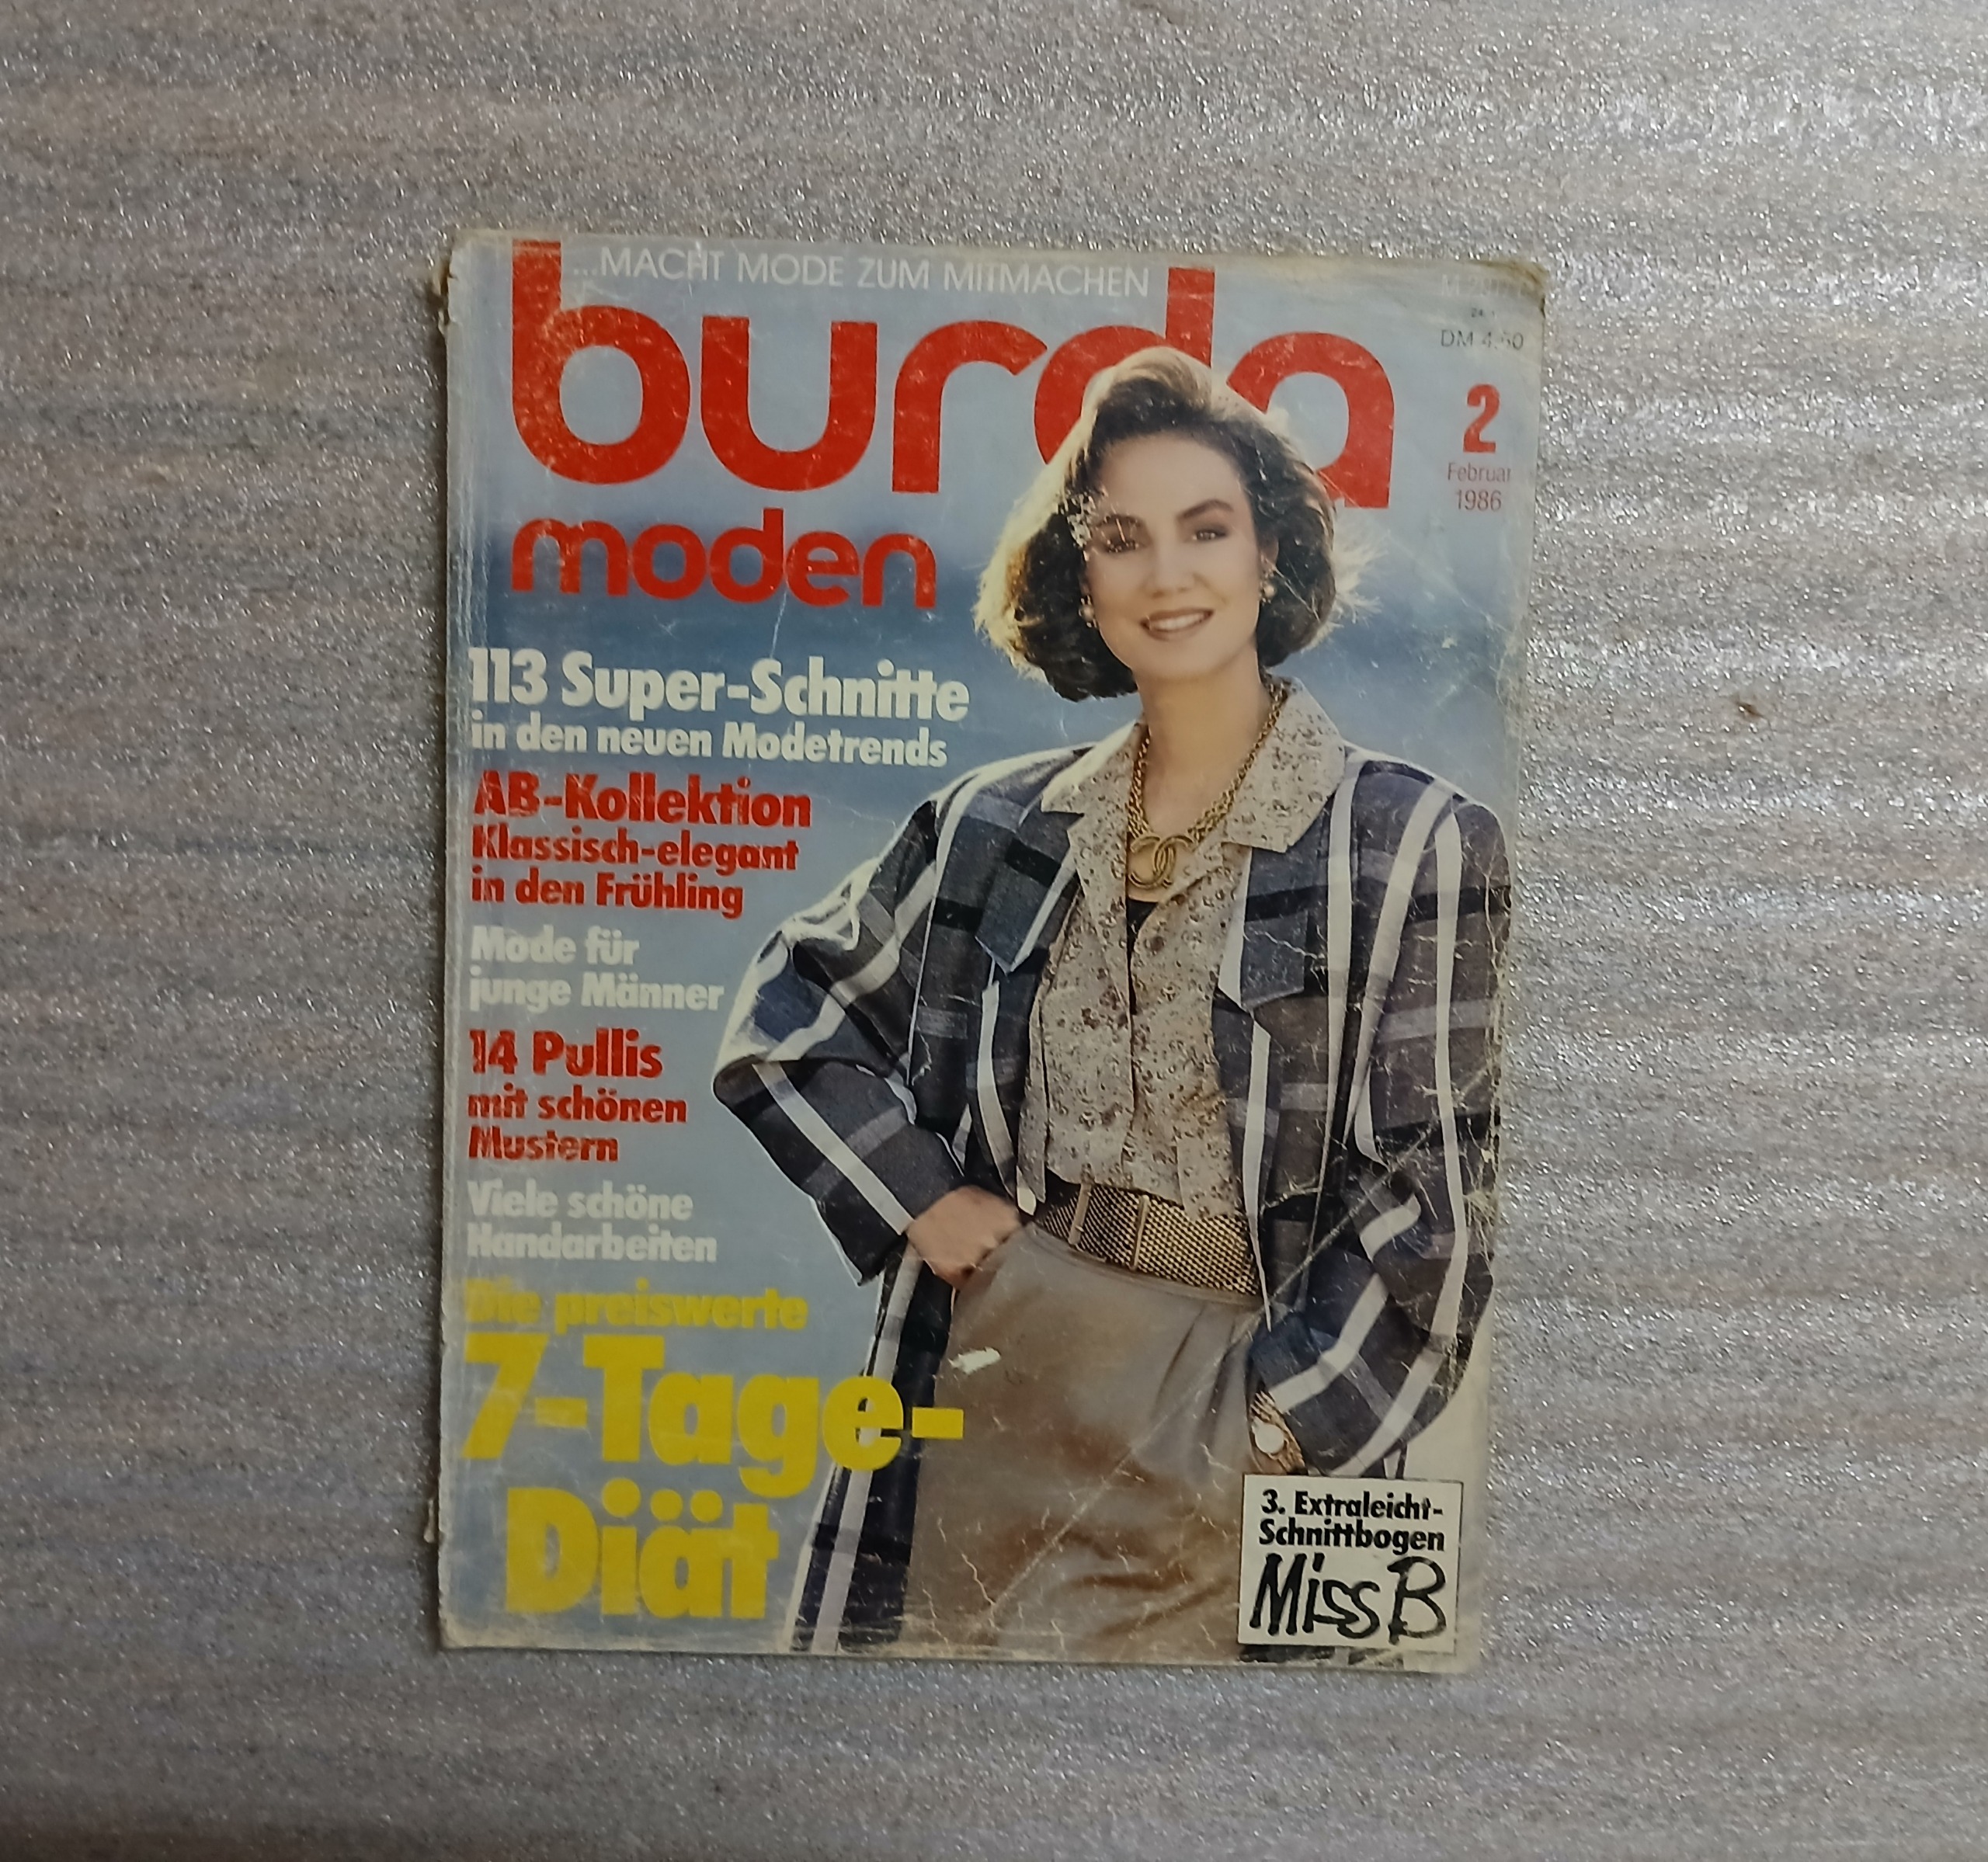 ...MACHT MODE ZUM MITMACHEN
burda
moden
DM 4,50
2
Februar
1986
113 Super-Schnitte
in den neuen Modetrends
AB-Kollektion
Klassisch-elegant
in den Frühling
Mode für
junge Männer
14 Pullis
mit schönen
Mustern
Viele schöne
Handarbeiten
Die preiswerte
7-Tage-
Diät
3. Extraleicht-
Schnittbogen
Miss B